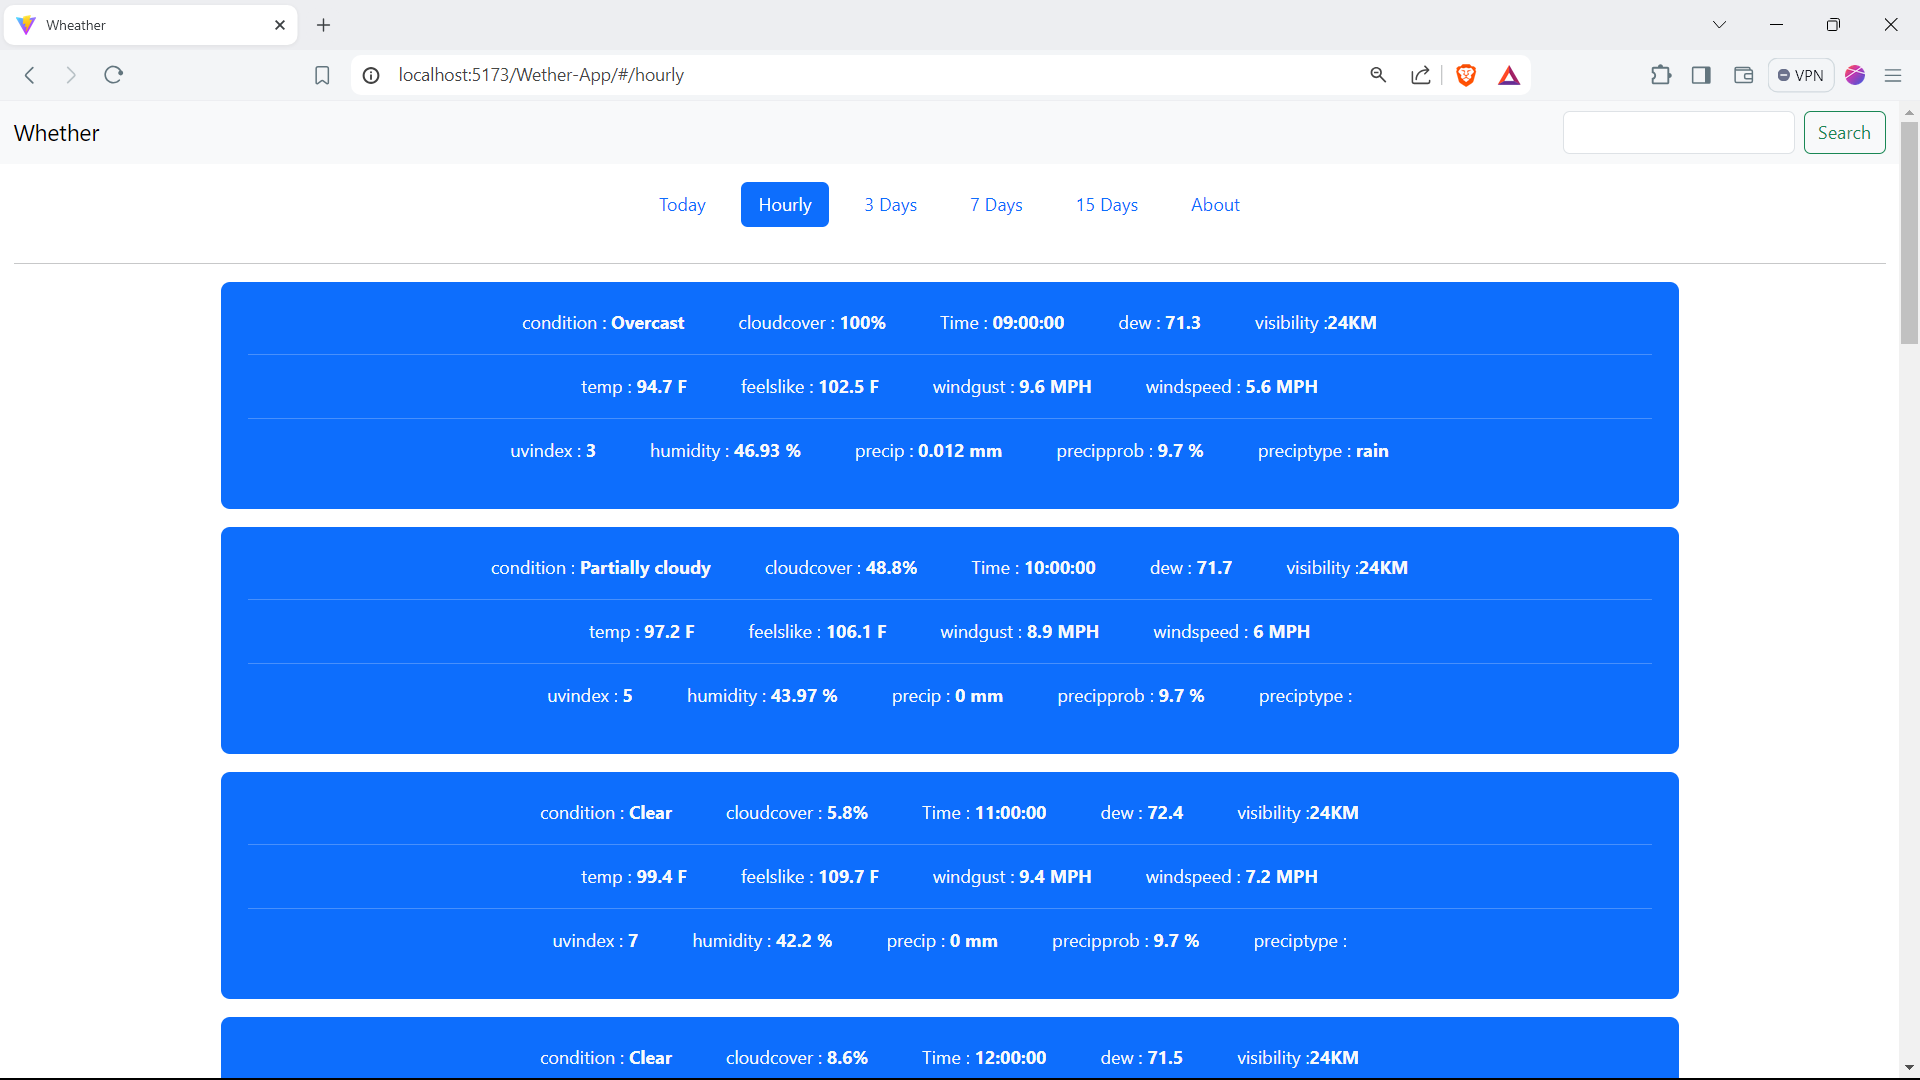 Wheather
localhost:5173/Wether-App/#/hourly
VPN
Whether
Search
Today Hourly 3 Days 7 Days 15 Days About
condition : Overcast cloudcover : 100% Time : 09:00:00 dew : 71.3 visibility :24KM
temp : 94.7 F feelslike : 102.5 F windgust : 9.6 MPH windspeed : 5.6 MPH
uvindex : 3 humidity : 46.93 % precip : 0.012 mm precipprob : 9.7 % preciptype : rain
condition : Partially cloudy cloudcover : 48.8% Time : 10:00:00 dew : 71.7 visibility :24KM
temp : 97.2 F feelslike : 106.1 F windgust : 8.9 MPH windspeed : 6 MPH
uvindex : 5 humidity : 43.97 % precip : 0 mm precipprob : 9.7 % preciptype :
condition : Clear cloudcover : 5.8% Time : 11:00:00 dew : 72.4 visibility :24KM
temp : 99.4 F feelslike : 109.7 F windgust : 9.4 MPH windspeed : 7.2 MPH
uvindex : 7 humidity : 42.2 % precip : 0 mm precipprob : 9.7 % preciptype :
condition : Clear cloudcover : 8.6% Time : 12:00:00 dew : 71.5 visibility :24KM